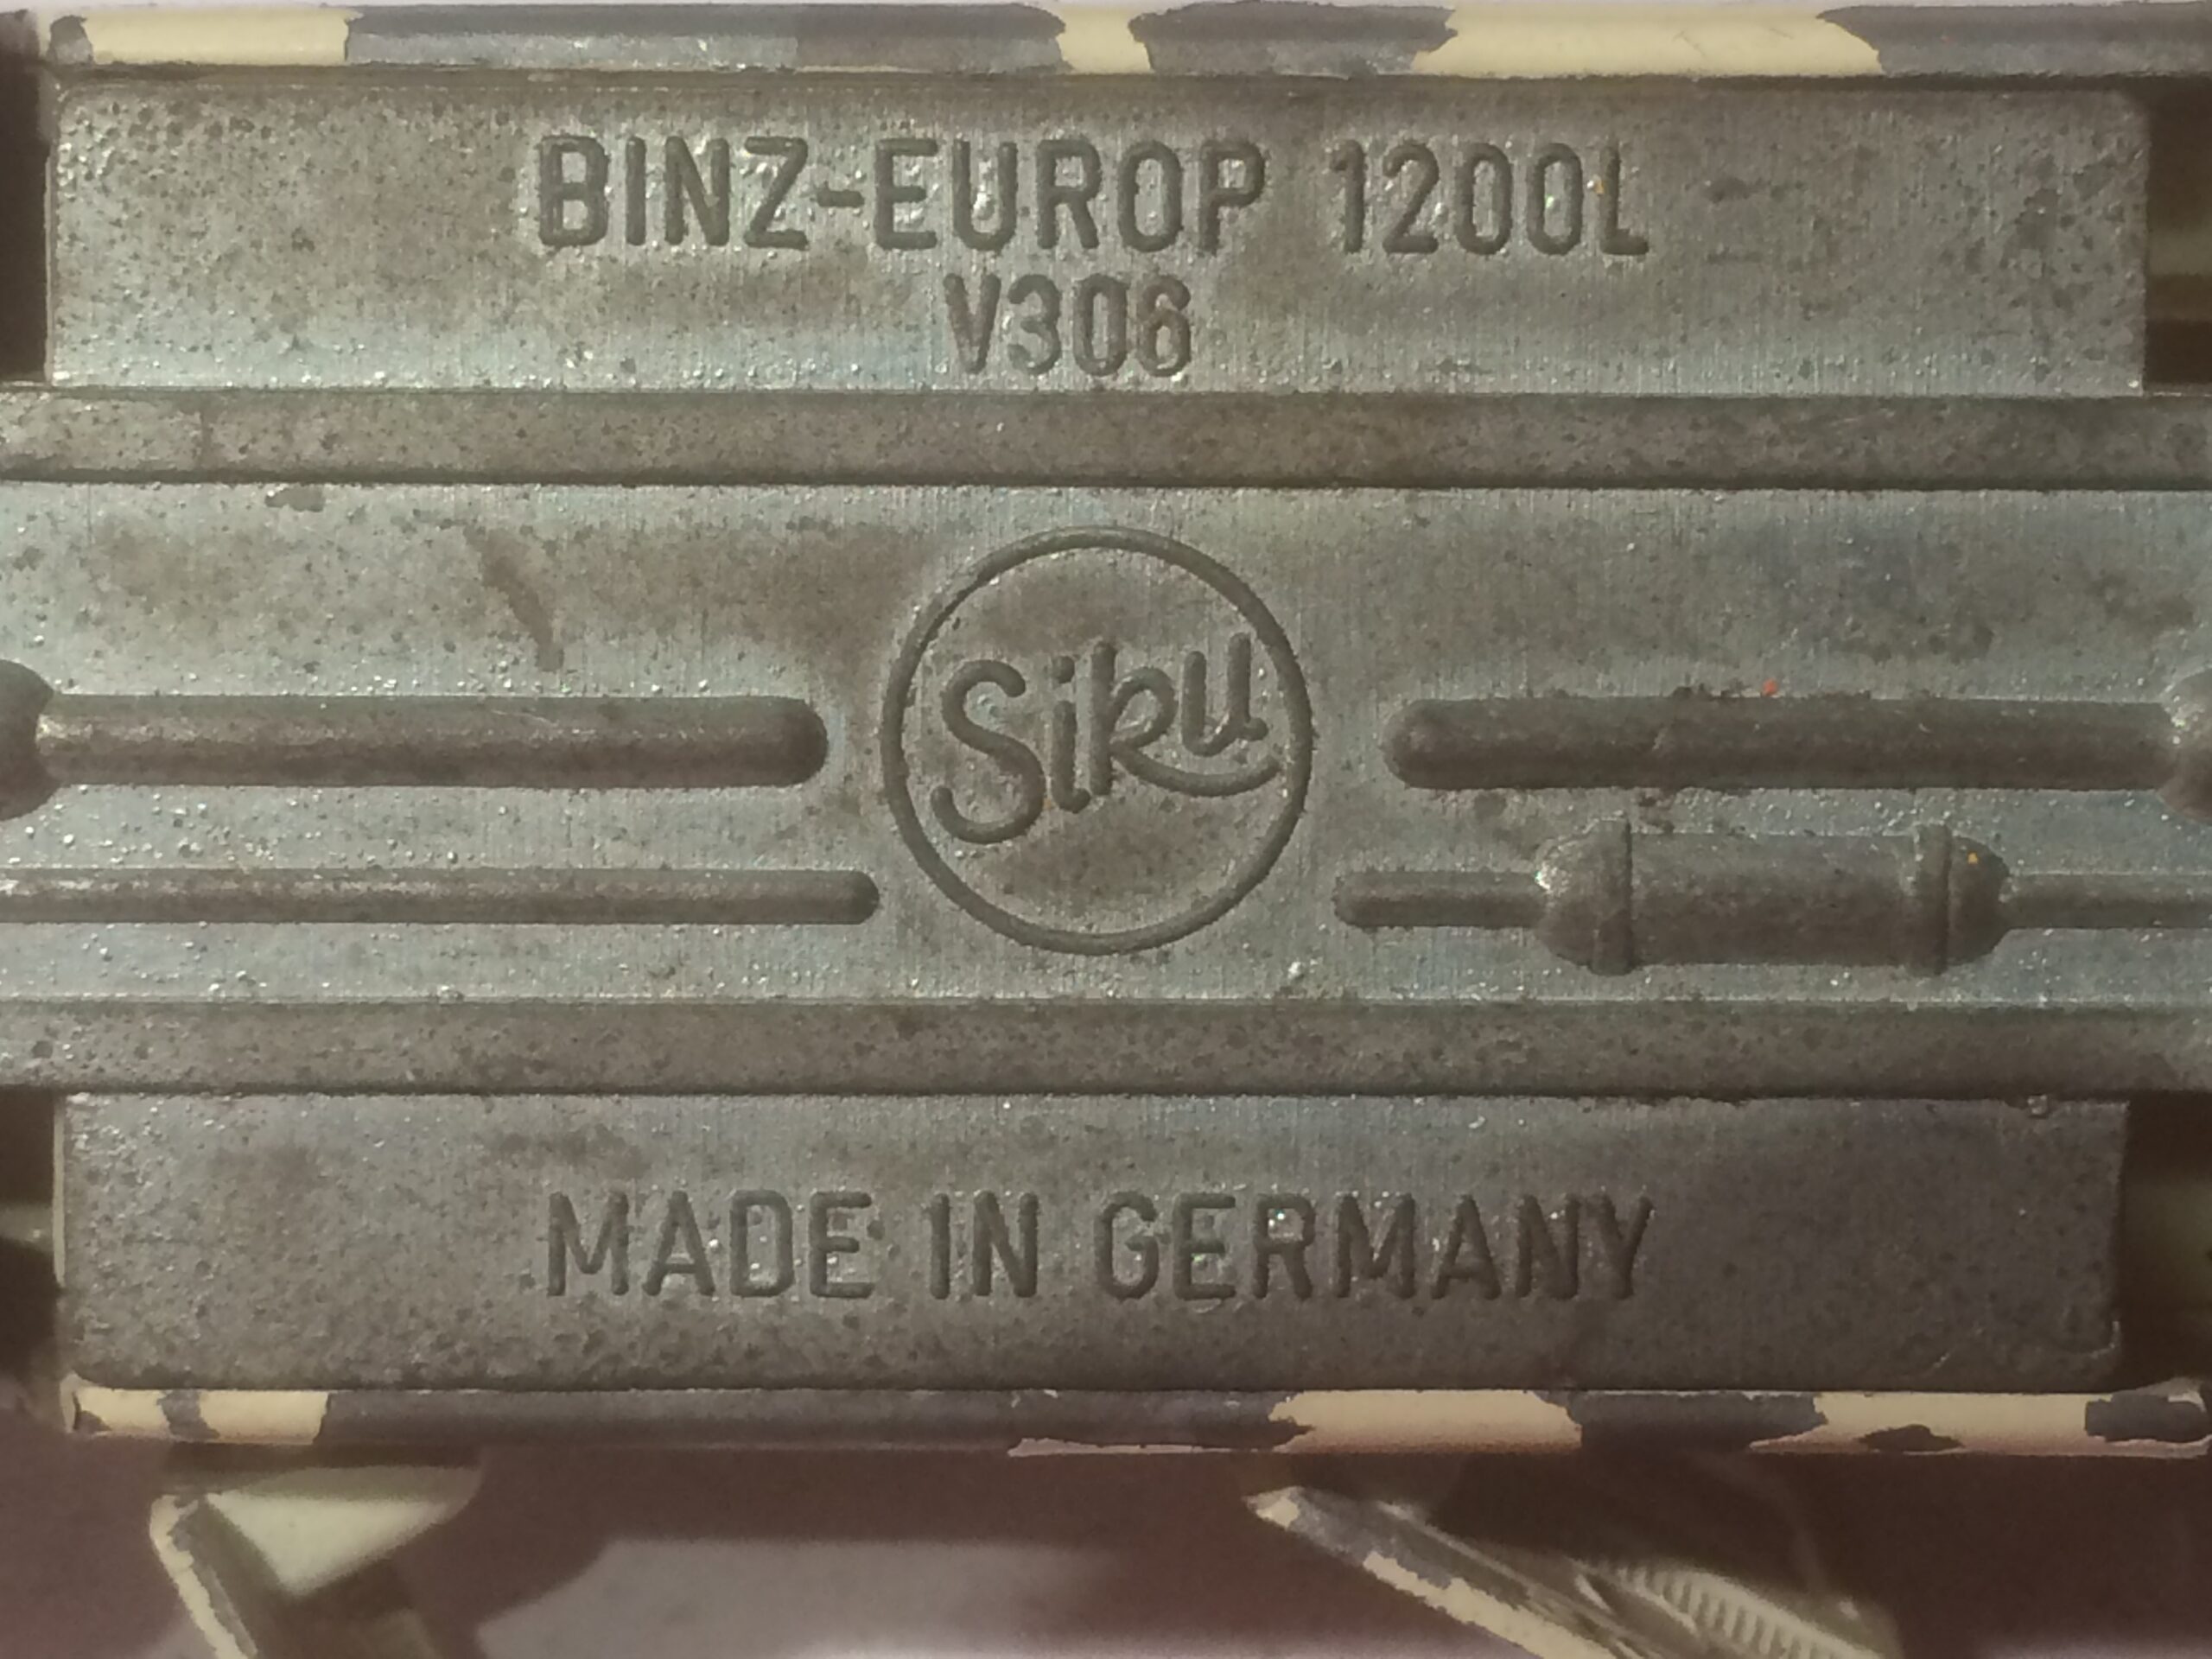 BINZ-EUROP 1200L
V306
Siku
MADE IN GERMANY